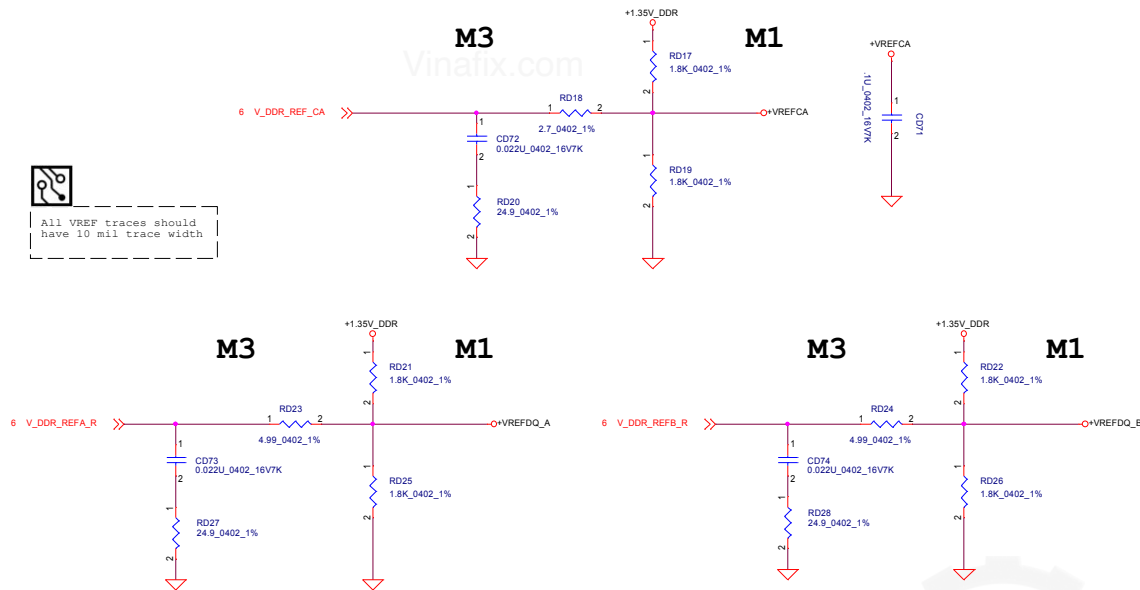 +1.35V_DDR
M3
M1
Vinafix.com
+VREFCA
1
RD17
1.8K_0402_1%
2
.1U_0402_16V7K
1
CD71
2
6 V_DDR_REF_CA
RD18
1 2
2.7_0402_1%
+VREFCA
1
CD72
0.022U_0402_16V7K
2
1
RD19
1.8K_0402_1%
2
1
RD20
24.9_0402_1%
2
All VREF traces should
have 10 mil trace width
+1.35V_DDR
M3
M1
1
RD21
1.8K_0402_1%
2
6 V_DDR_REFA_R
RD23
1 2
4.99_0402_1%
+VREFDQ_A
1
CD73
0.022U_0402_16V7K
2
1
RD25
1.8K_0402_1%
2
1
RD27
24.9_0402_1%
2
+1.35V_DDR
M3
M1
1
RD22
1.8K_0402_1%
2
6 V_DDR_REFB_R
RD24
1 2
4.99_0402_1%
+VREFDQ_B
1
CD74
0.022U_0402_16V7K
2
1
RD26
1.8K_0402_1%
2
1
RD28
24.9_0402_1%
2